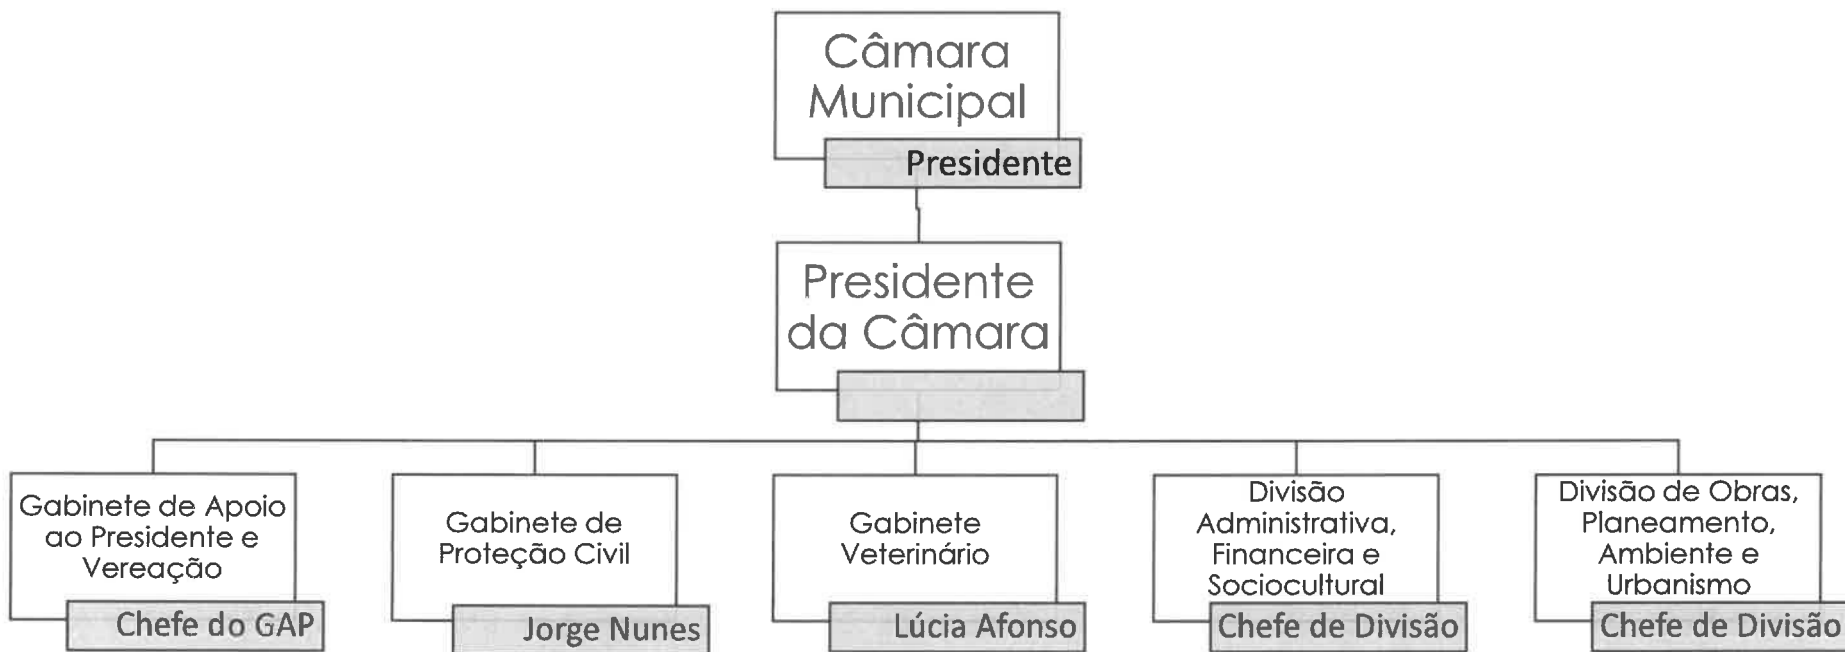 Câmara
Municipal
Presidente
Presidente
da Câmara
Gabinete de Apoio
ao Presidente e
Vereação
Chefe do GAP
Gabinete de
Proteção Civil
Jorge Nunes
Gabinete
Veterinário
Lúcia Afonso
Divisão
Administrativa,
Financeira e
Sociocultural
Chefe de Divisão
Divisão de Obras,
Planeamento,
Ambiente e
Urbanismo
Chefe de Divisão